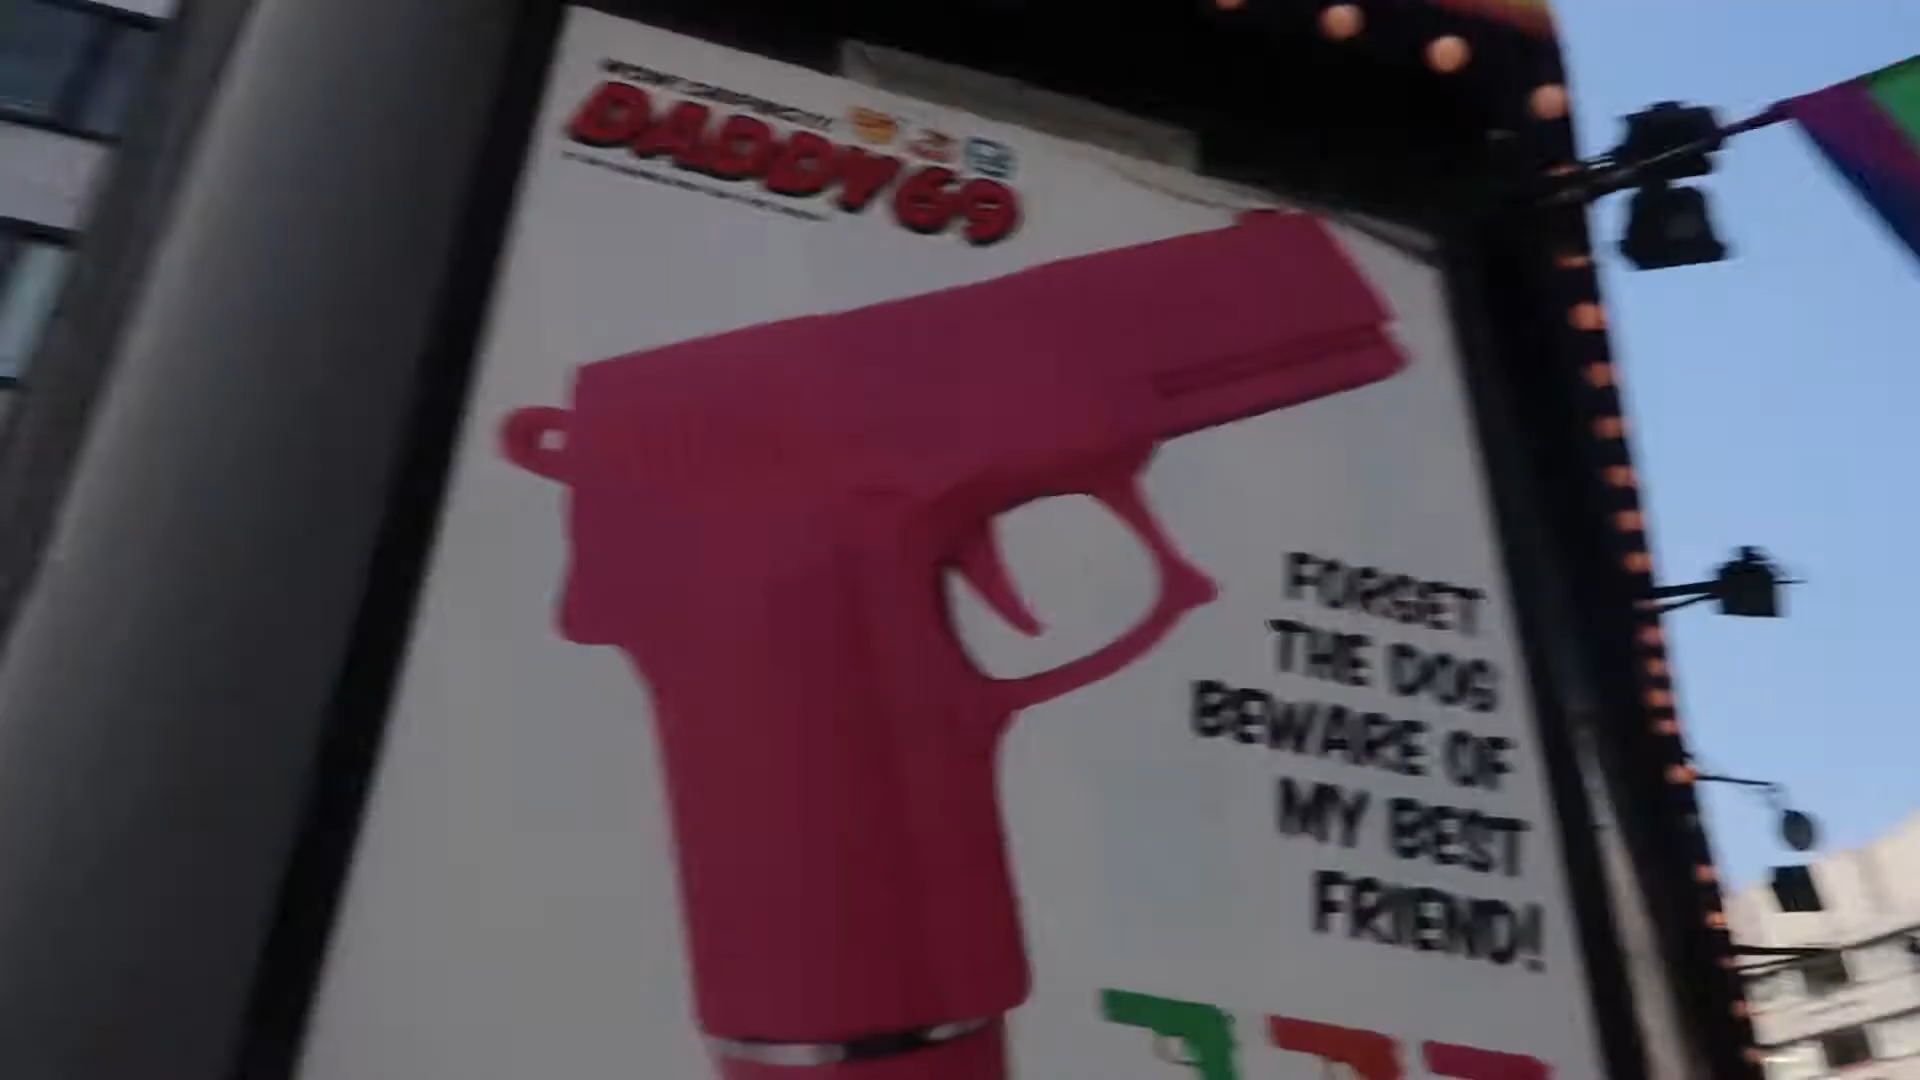 DADDY 69
FORGET
THE DOG
BEWARE OF
MY BEST
FRIEND!